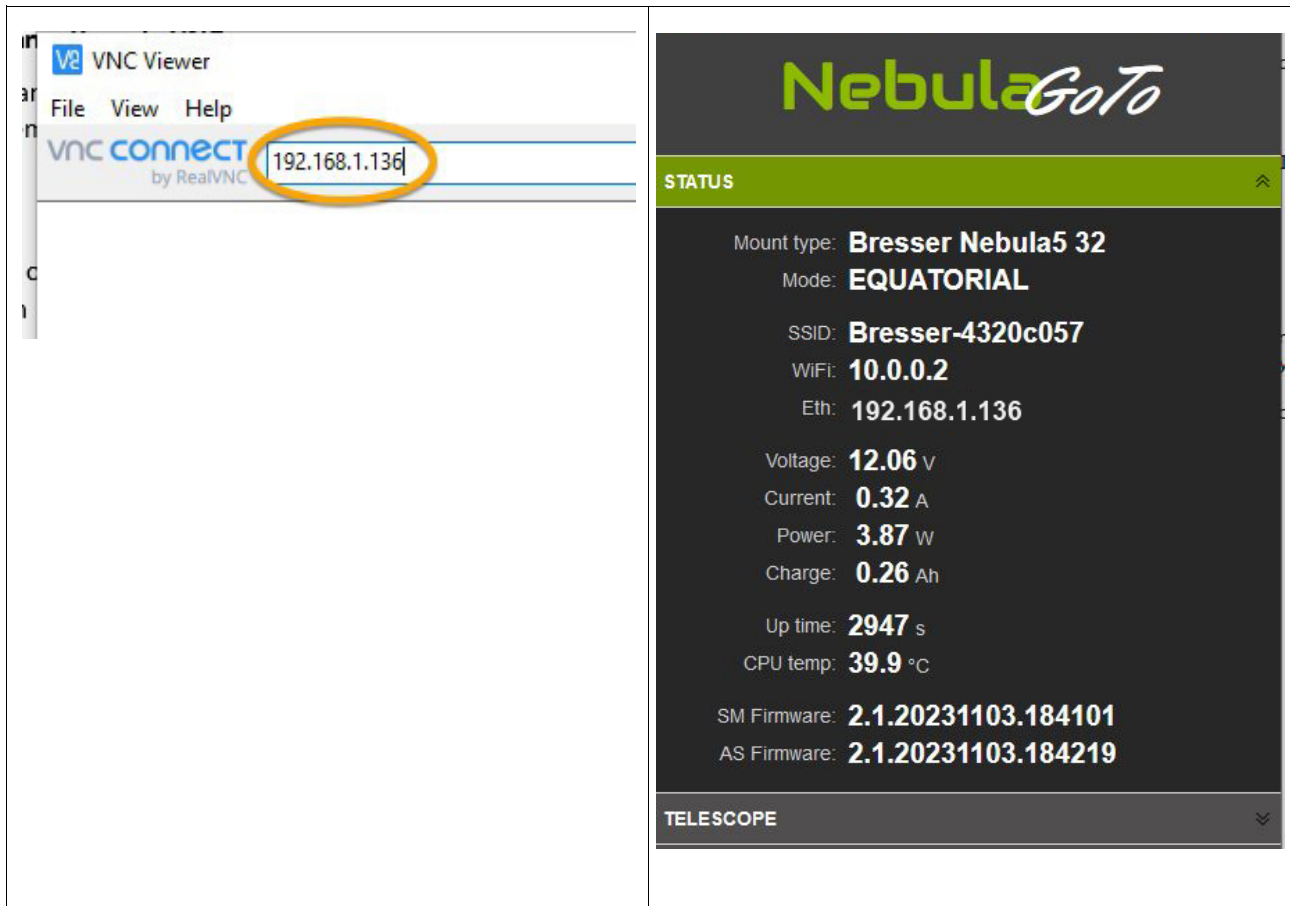 VNC Viewer
File View Help
vnc connect
by RealVNC
192.168.1.136
NebulaGoTo
STATUS
Mount type: Bresser Nebula5 32
Mode: EQUATORIAL
SSID: Bresser-4320c057
WiFi: 10.0.0.2
Eth: 192.168.1.136
Voltage: 12.06 V
Current: 0.32 A
Power: 3.87 W
Charge: 0.26 Ah
Up time: 2947 s
CPU temp: 39.9 °C
SM Firmware: 2.1.20231103.184101
AS Firmware: 2.1.20231103.184219
TELESCOPE